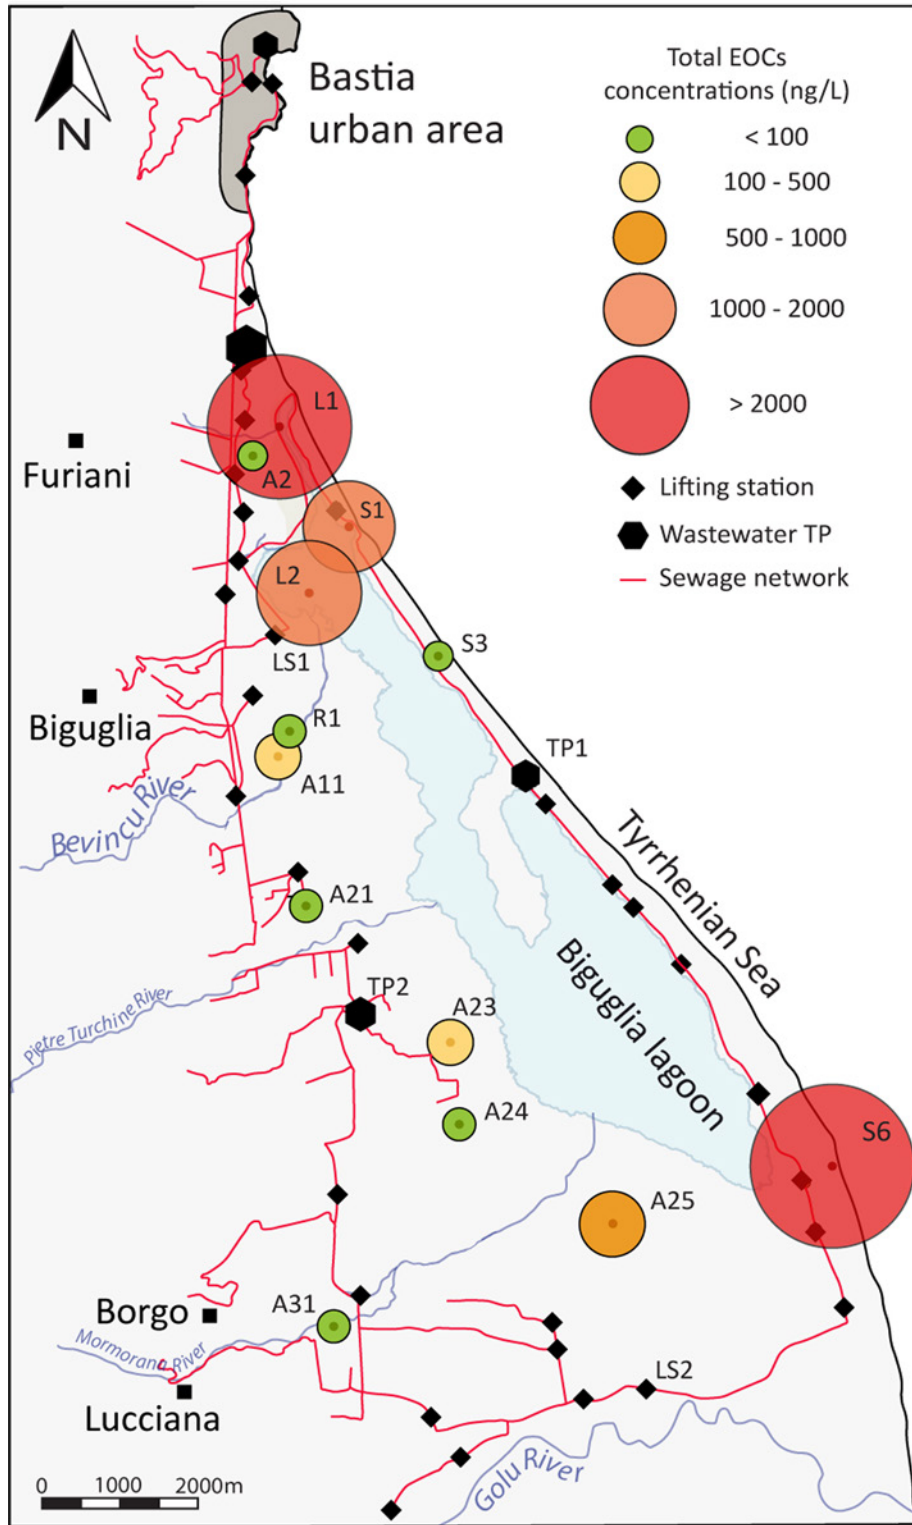 Bastia
urban area
N
Total EOCs
concentrations (ng/L)
< 100
100 - 500
500 - 1000
1000 - 2000
> 2000
Lifting station
Wastewater TP
Sewage network
L1
A2
Furiani
S1
L2
LS1
S3
Biguglia
R1
A11
TP1
Bevincu River
Tyrrhenian Sea
A21
Biguglia lagoon
Pietre Turchine River
TP2
A23
A24
S6
A25
A31
Borgo
Mormorana River
Lucciana
LS2
Golu River
0 1000 2000m